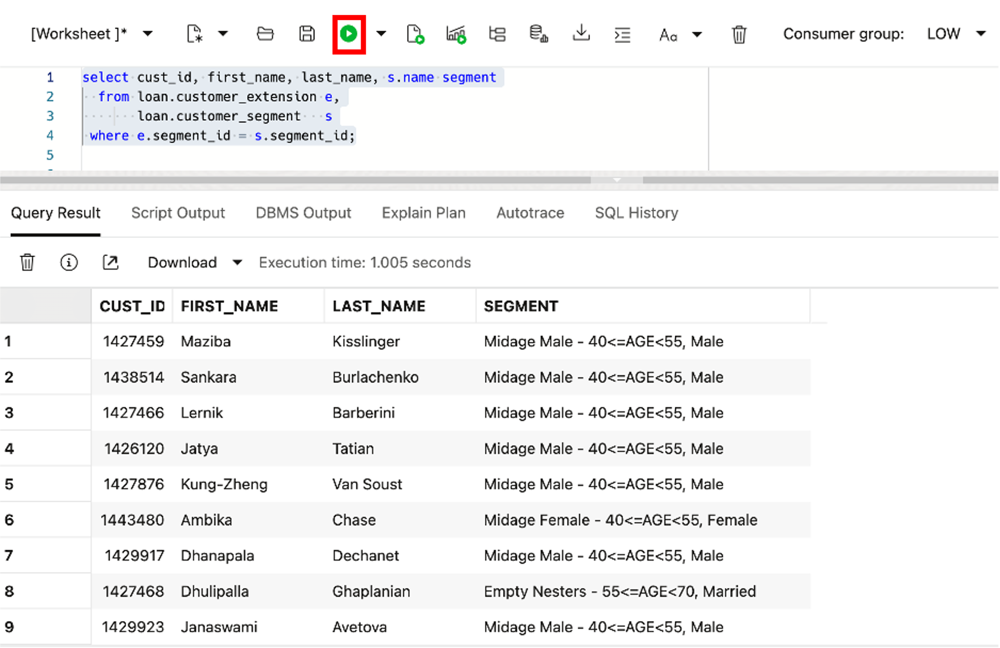 [Worksheet ]* Aa Consumer group: LOW
1 select cust_id, first_name, last_name, s.name segment
2 from loan.customer_extension e,
3 loan.customer_segment s
4 where e.segment_id = s.segment_id;
5
Query Result Script Output DBMS Output Explain Plan Autotrace SQL History
Download Execution time: 1.005 seconds
CUST_ID FIRST_NAME LAST_NAME SEGMENT
1 1427459 Maziba Kisslinger Midage Male - 40<=AGE<55, Male
2 1438514 Sankara Burlachenko Midage Male - 40<=AGE<55, Male
3 1427466 Lernik Barberini Midage Male - 40<=AGE<55, Male
4 1426120 Jatya Tatian Midage Male - 40<=AGE<55, Male
5 1427876 Kung-Zheng Van Soust Midage Male - 40<=AGE<55, Male
6 1443480 Ambika Chase Midage Female - 40<=AGE<55, Female
7 1429917 Dhanapala Dechanet Midage Male - 40<=AGE<55, Male
8 1427468 Dhulipalla Ghaplanian Empty Nesters - 55<=AGE<70, Married
9 1429923 Janaswami Avetova Midage Male - 40<=AGE<55, Male